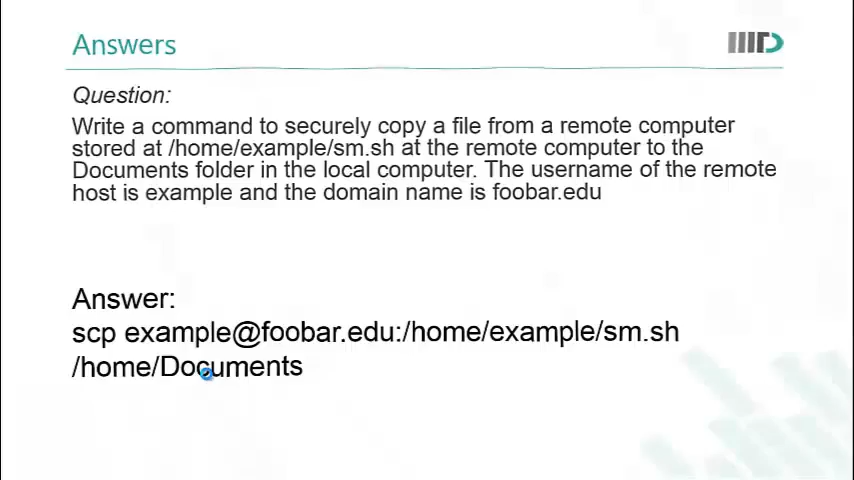 Answers
Question:
Write a command to securely copy a file from a remote computer
stored at /home/example/sm.sh at the remote computer to the
Documents folder in the local computer. The username of the remote
host is example and the domain name is foobar.edu
Answer:
scp example@foobar.edu:/home/example/sm.sh
/home/Documents